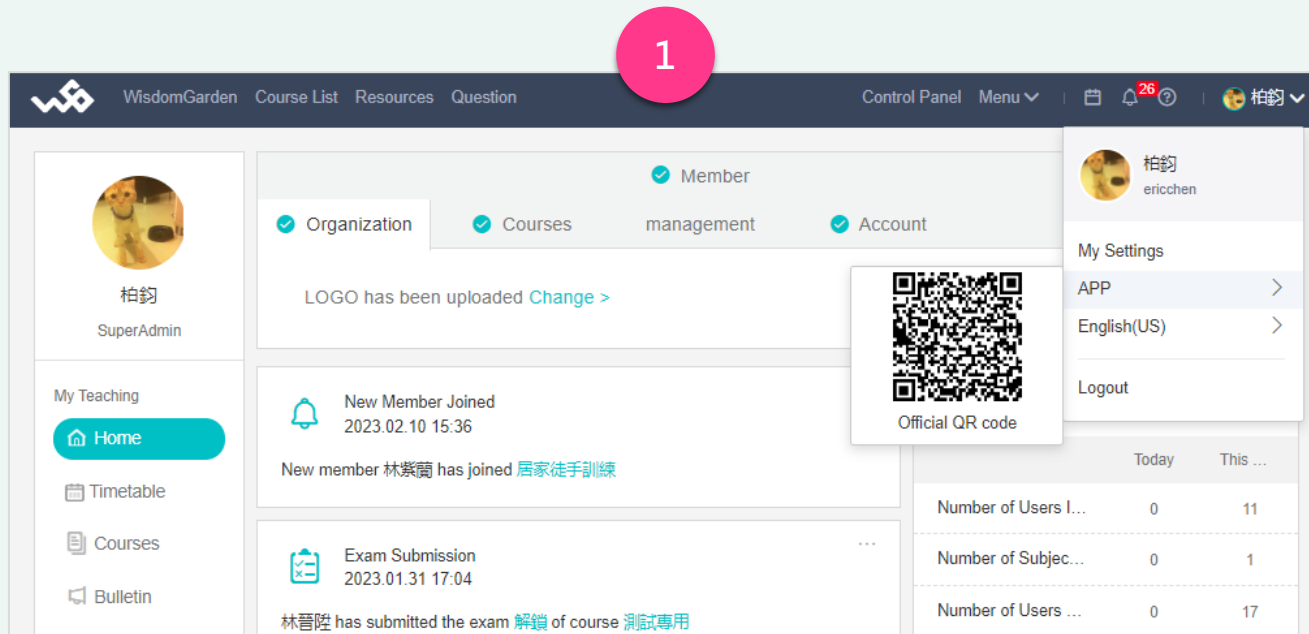 1
WisdomGarden Course List Resources Question Control Panel Menu 26 柏鈞
柏鈞
ericchen
My Settings
APP
English(US)
Logout
Official QR code
柏鈞
SuperAdmin
My Teaching
Home
Timetable
Courses
Bulletin
Member
Organization Courses management Account
LOGO has been uploaded Change >
New Member Joined
2023.02.10 15:36
New member 林紫蘭 has joined 居家徒手訓練
Exam Submission
2023.01.31 17:04
林晉陞 has submitted the exam 解鎖 of course 測試專用
Today This ...
Number of Users I... 0 11
Number of Subjec... 0 1
Number of Users ... 0 17